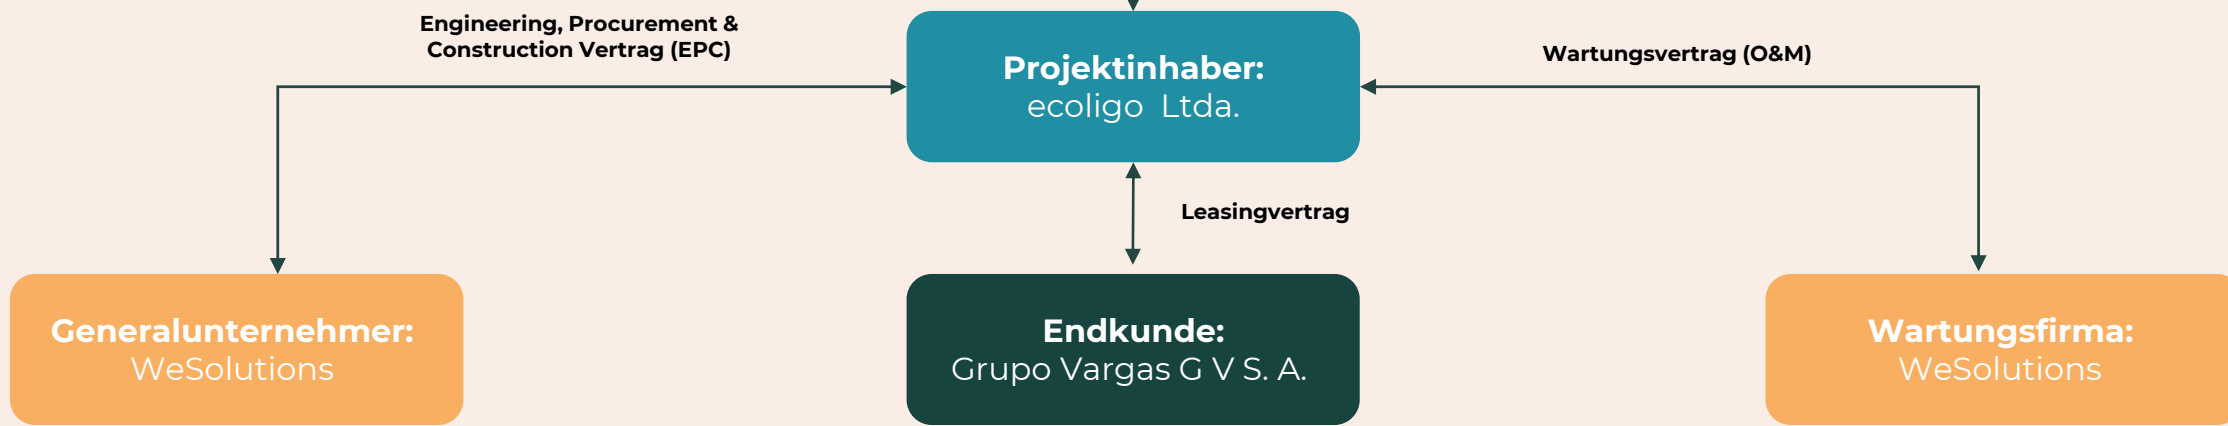 Engineering, Procurement &
Construction Vertrag (EPC)
Projektinhaber:
ecoligo Ltda.
Wartungsvertrag (O&M)
Leasingvertrag
Generalunternehmer:
WeSolutions
Endkunde:
Grupo Vargas G V S. A.
Wartungsfirma:
WeSolutions